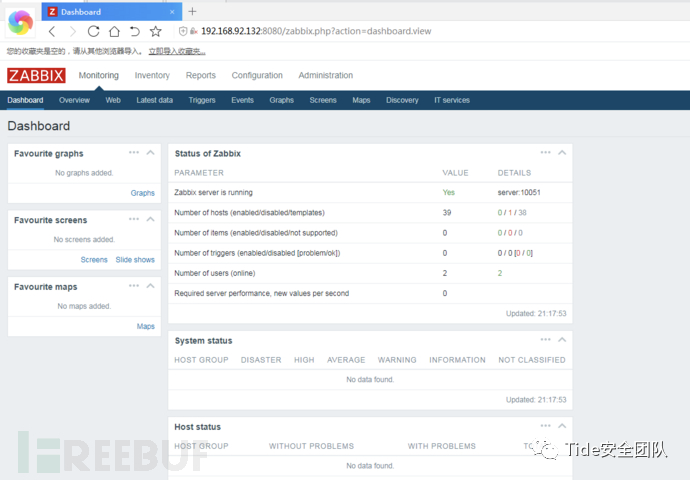 Dashboard
192.168.92.132:8080/zabbix.php?action=dashboard.view
您的收藏夹是空的，请从其他浏览器导入。 立即导入收藏夹...
ZABBIX Monitoring Inventory Reports Configuration Administration
Dashboard Overview Web Latest data Triggers Events Graphs Screens Maps Discovery IT services
Dashboard
Favourite graphs
No graphs added.
Graphs
Favourite screens
No screens added.
Screens Slide shows
Favourite maps
No maps added.
Maps
Status of Zabbix
PARAMETER VALUE DETAILS
Zabbix server is running Yes server:10051
Number of hosts (enabled/disabled/templates) 39 0 / 1 / 38
Number of items (enabled/disabled/not supported) 0 0 / 0 / 0
Number of triggers (enabled/disabled [problem/ok]) 0 0 / 0 [0 / 0]
Number of users (online) 2 2
Required server performance, new values per second 0
Updated: 21:17:53
System status
HOST GROUP DISASTER HIGH AVERAGE WARNING INFORMATION NOT CLASSIFIED
No data found.
Updated: 21:17:53
Host status
HOST GROUP WITHOUT PROBLEMS WITH PROBLEMS
No data found.
FREEBUF
Tide安全团队